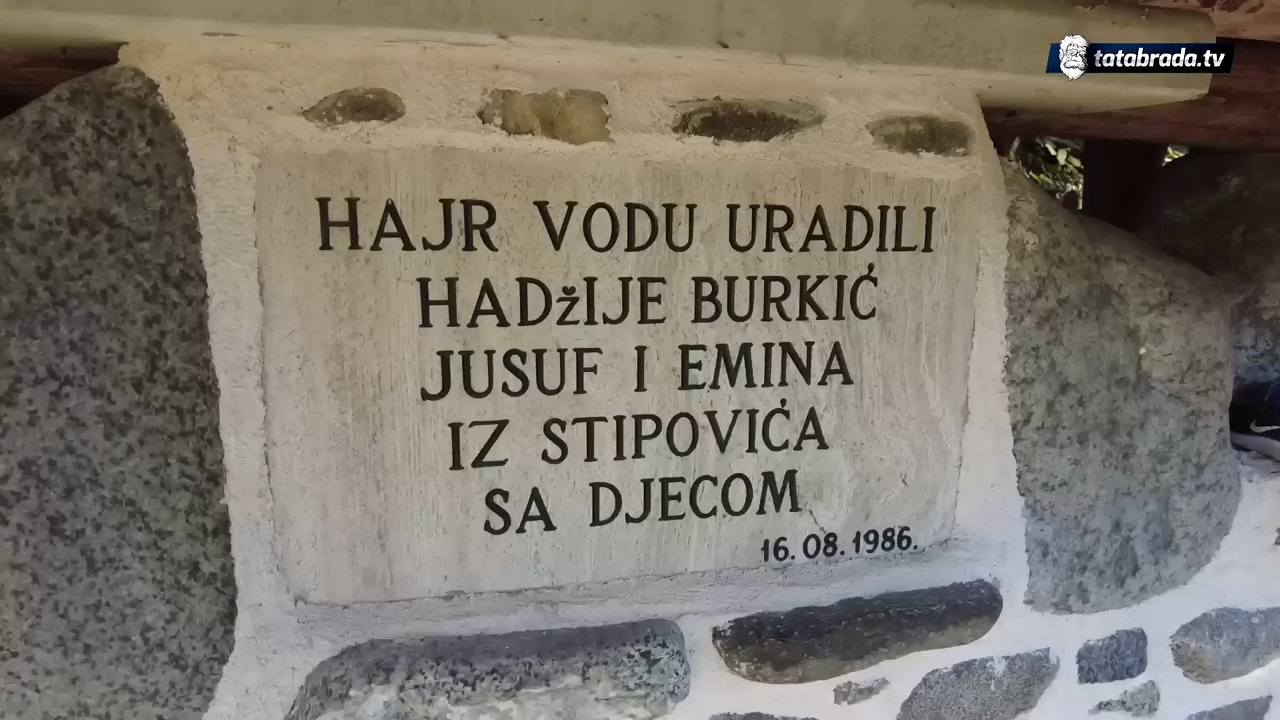 tatabrada.tv
HAJR VODU URADILI
HADžIJE BURKIĆ
JUSUF I EMINA
IZ STIPOVIĆA
SA DJECOM
16. 08. 1986.